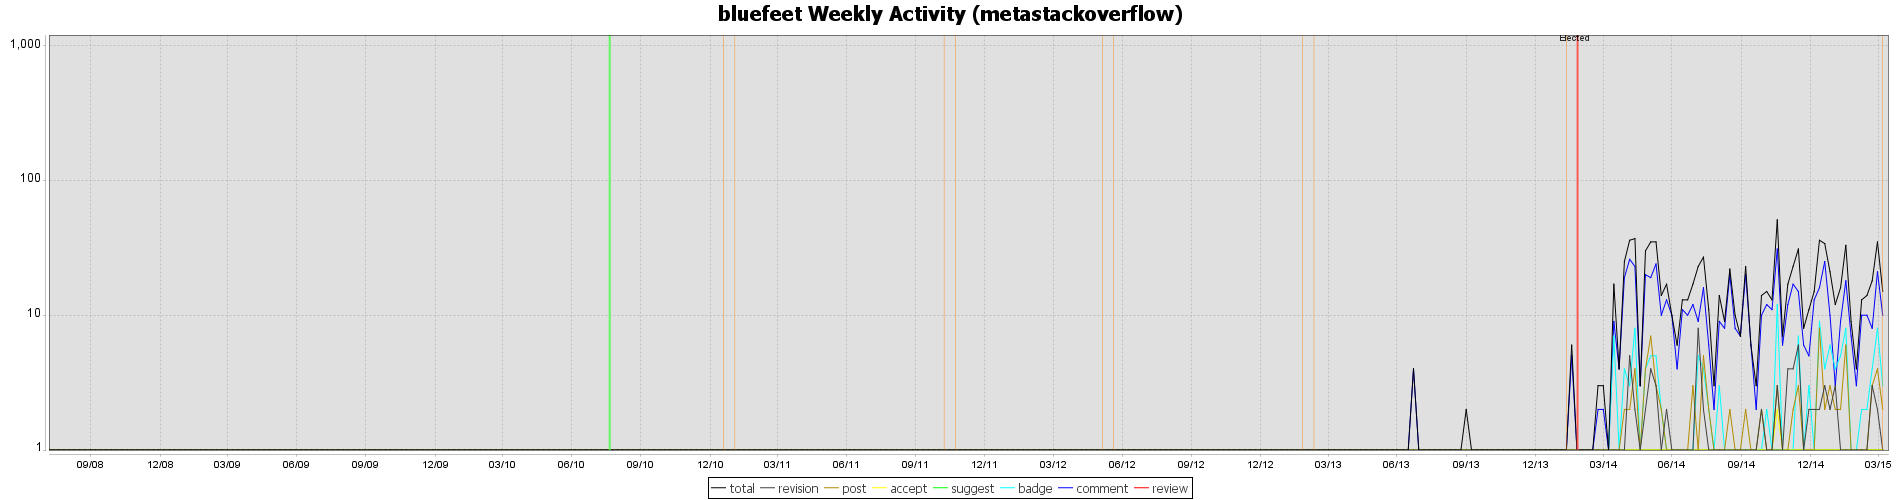 bluefeet Weekly Activity (metastackoverflow)
Elected
1,000
100
10
1
09/08 12/08 03/09 06/09 09/09 12/09 03/10 06/10 09/10 12/10 03/11 06/11 09/11 12/11 03/12 06/12 09/12 12/12 03/13 06/13 09/13 12/13 03/14 06/14 09/14 12/14 03/15
total revision post accept suggest badge comment review